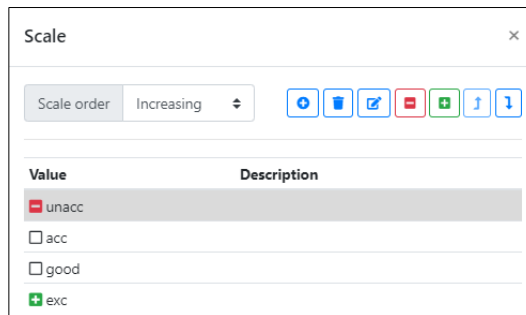 Scale
Scale order Increasing
Value Description
unacc
acc
good
exc